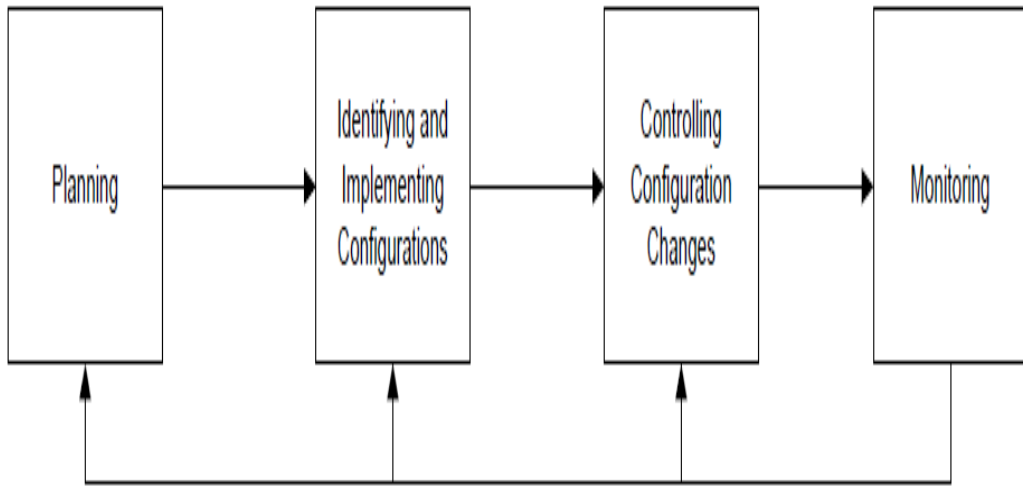 Planning
Identifying and
Implementing
Configurations
Controlling
Configuration
Changes
Monitoring